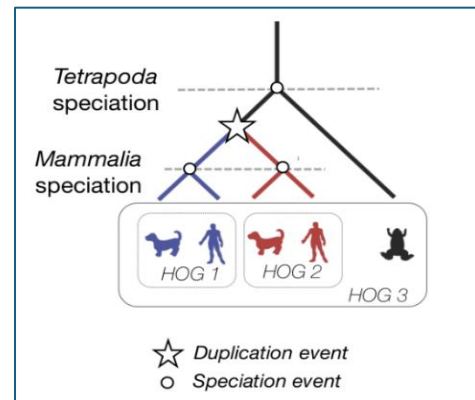 Tetrapoda
speciation
Mammalia
speciation
HOG 1
HOG 2
HOG 3
Duplication event
Speciation event